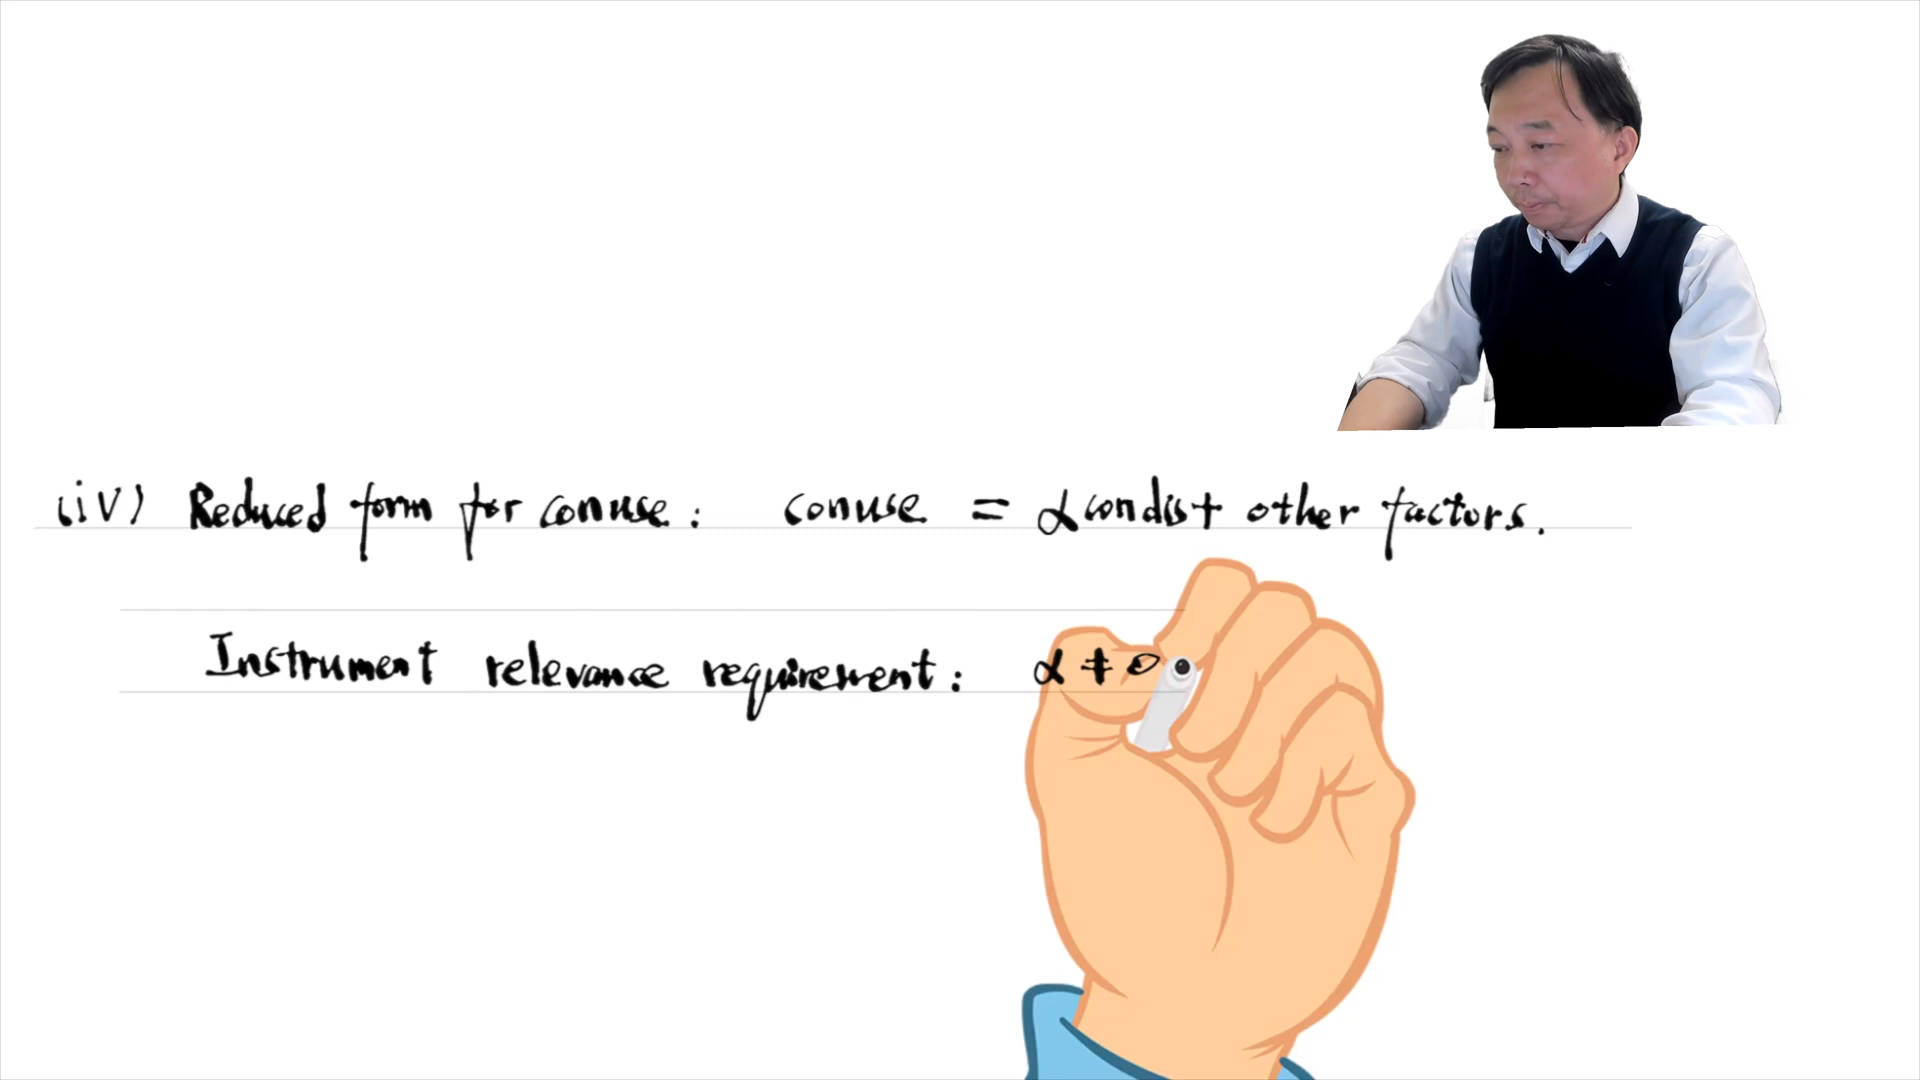 (iv) Reduced form for conuse: conuse = α condist + other factors.
Instrument relevance requirement: α ≠ 0